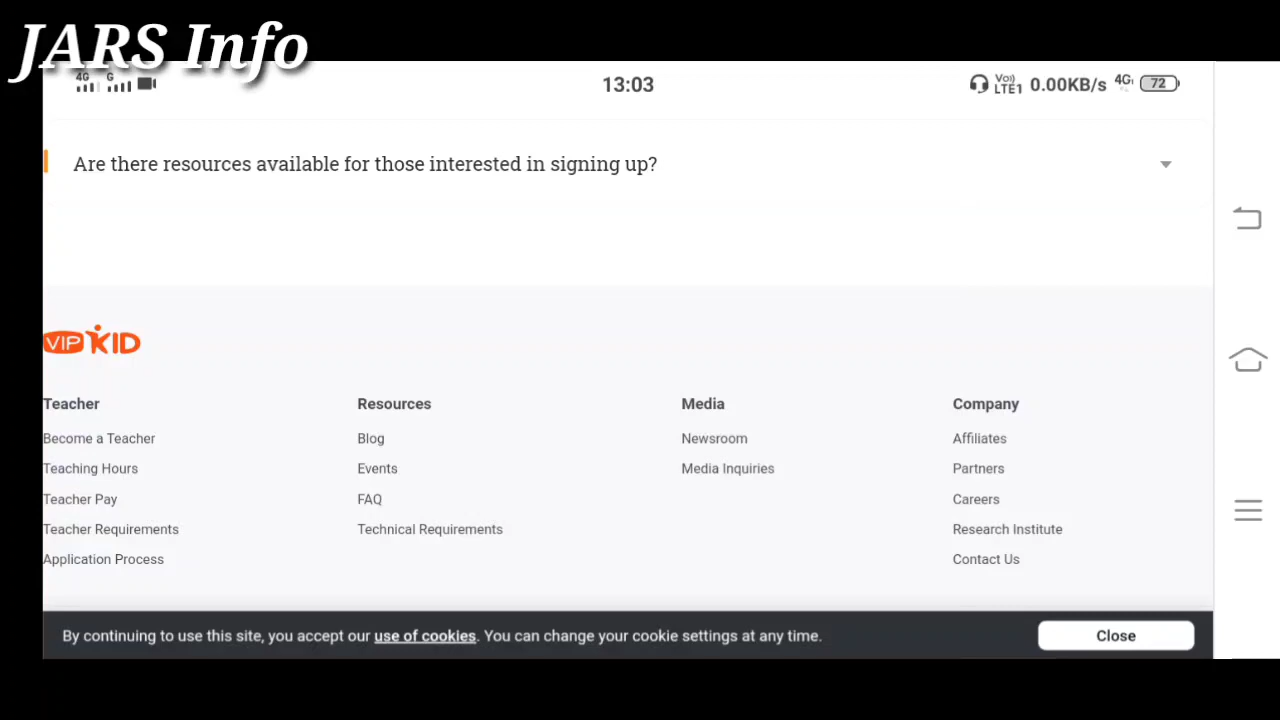 JARS Info
4G G 13:03 Vo) LTE1 0.00KB/s 4G 72
Are there resources available for those interested in signing up?
VIPKID
Teacher Resources Media Company
Become a Teacher Blog Newsroom Affiliates
Teaching Hours Events Media Inquiries Partners
Teacher Pay FAQ Careers
Teacher Requirements Technical Requirements Research Institute
Application Process Contact Us
By continuing to use this site, you accept our use of cookies. You can change your cookie settings at any time. Close